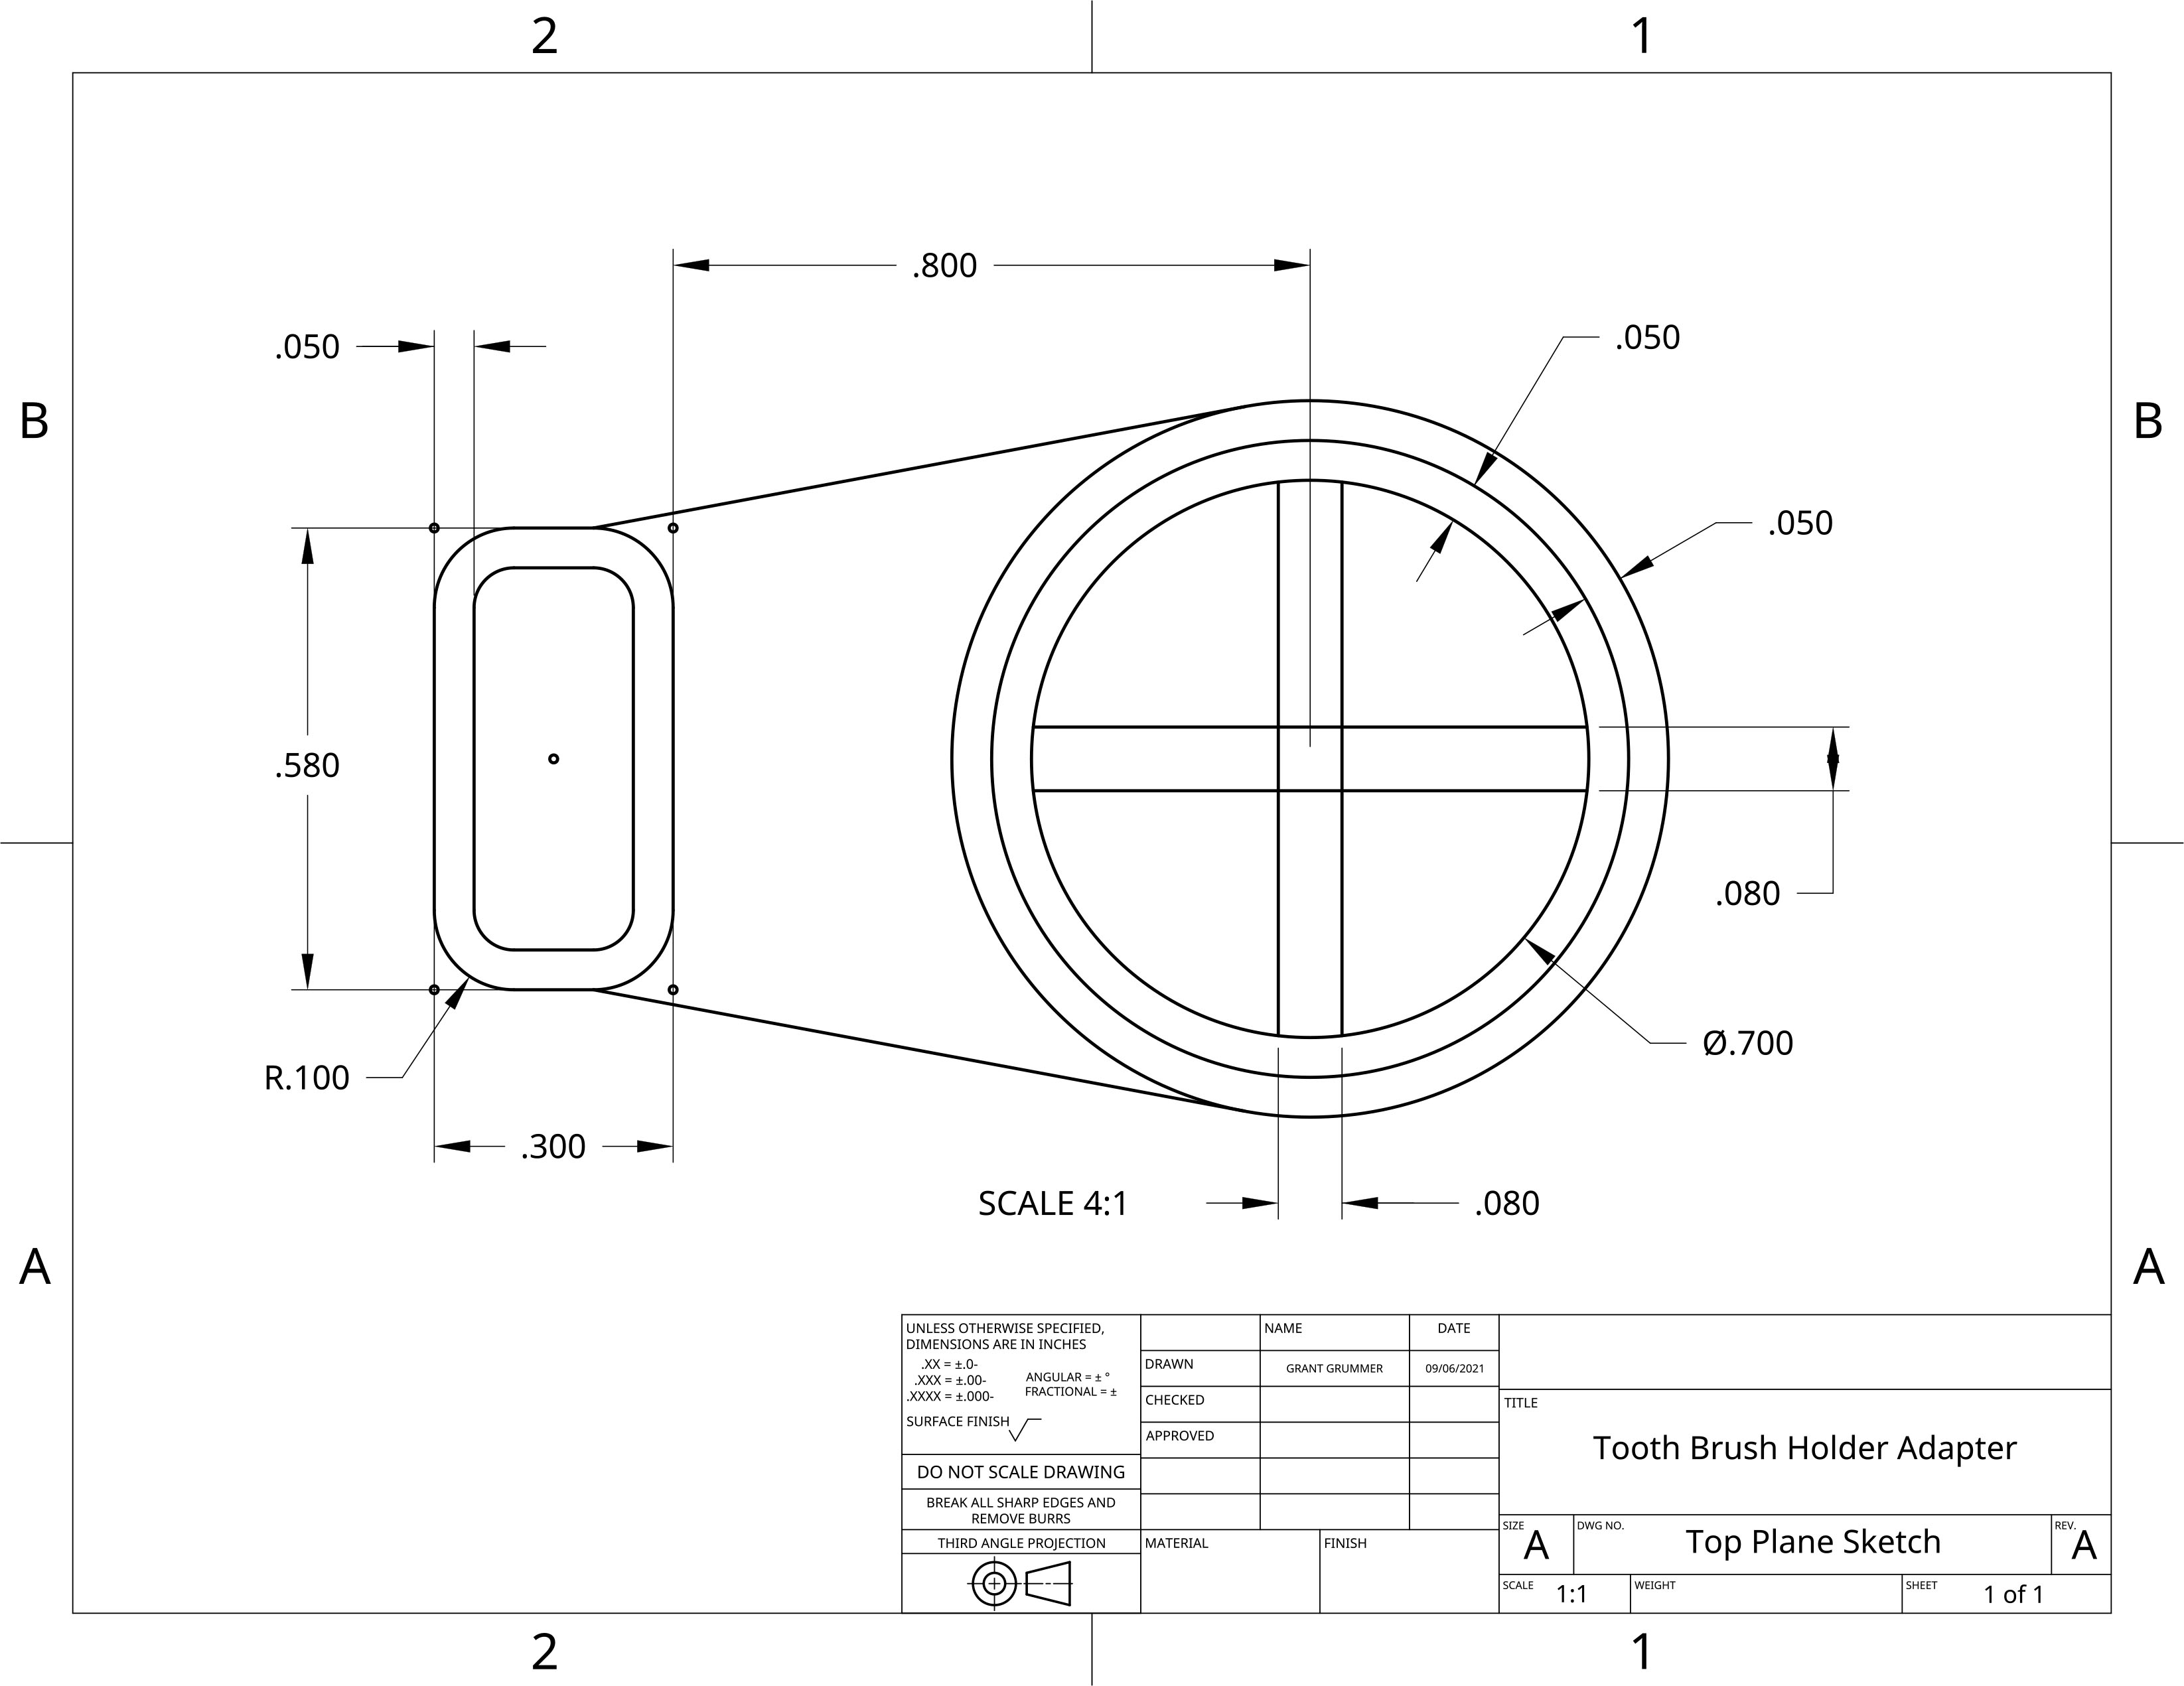 2 1
.800
.050
.050
B B
.050
.580
.080
Ø.700
R.100
.300
SCALE 4:1
.080
A A
UNLESS OTHERWISE SPECIFIED,
DIMENSIONS ARE IN INCHES
.XX = ±.0-
.XXX = ±.00-
.XXXX = ±.000-
ANGULAR = ± °
FRACTIONAL = ±
SURFACE FINISH
DO NOT SCALE DRAWING
BREAK ALL SHARP EDGES AND
REMOVE BURRS
THIRD ANGLE PROJECTION
NAME DATE
DRAWN GRANT GRUMMER 09/06/2021
CHECKED
APPROVED
MATERIAL FINISH
TITLE
Tooth Brush Holder Adapter
SIZE A DWG NO. Top Plane Sketch REV. A
SCALE 1:1 WEIGHT SHEET 1 of 1
2 1